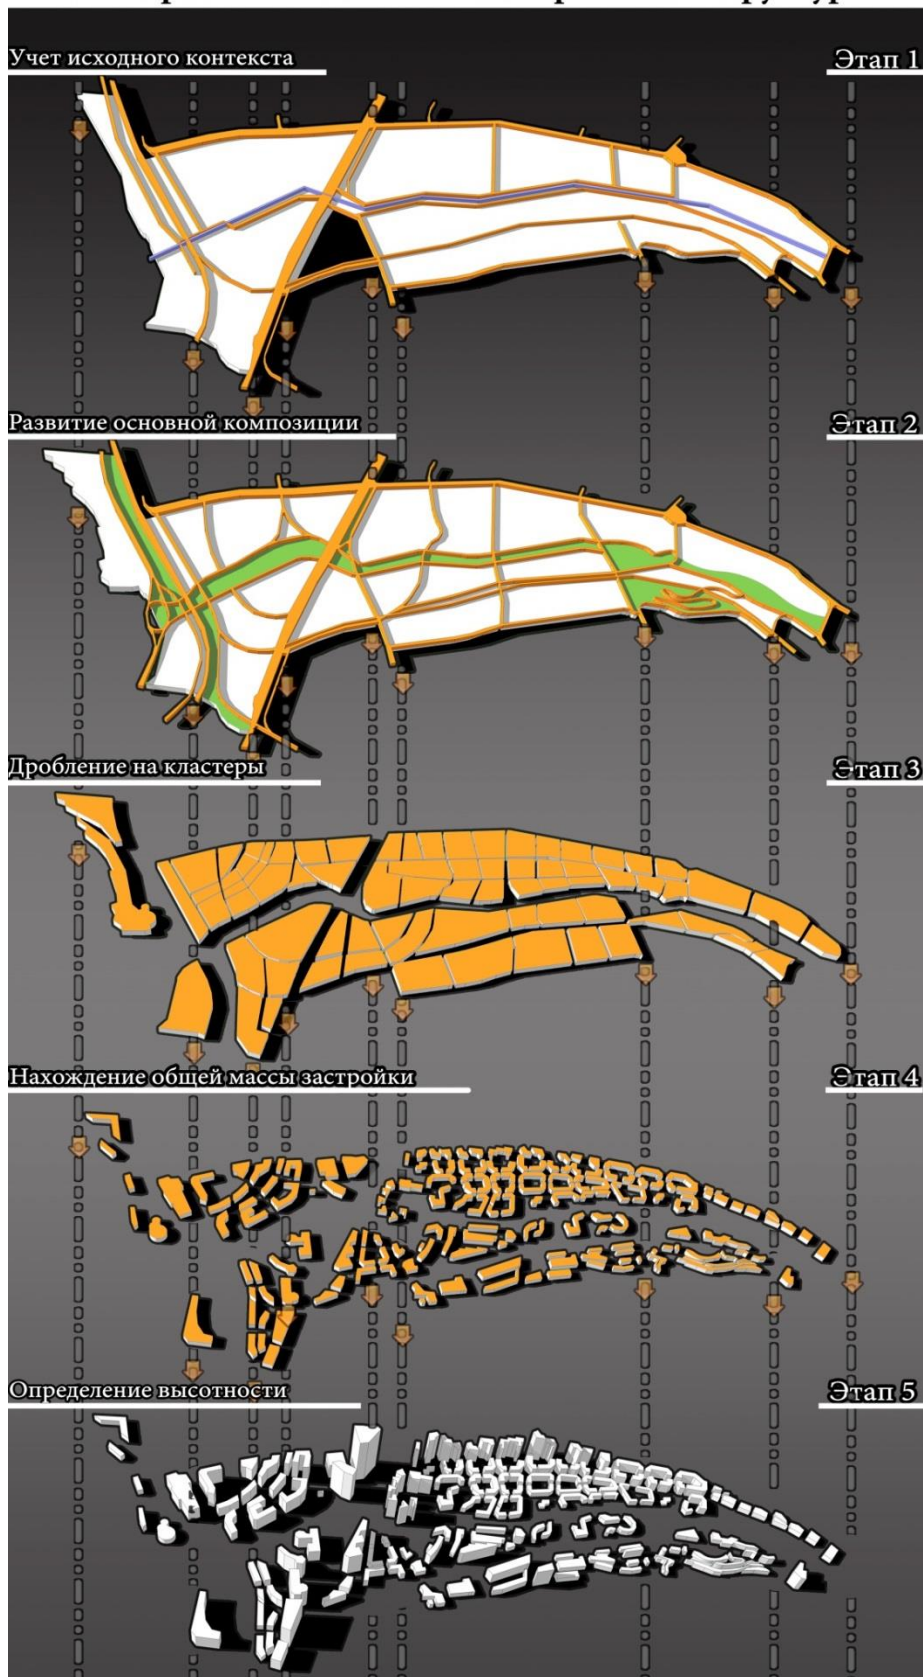 Учет исходного контекста
Этап 1
Развитие основной композиции
Этап 2
Дробление на кластеры
Этап 3
Нахождение общей массы застройки
Этап 4
Определение высотности
Этап 5